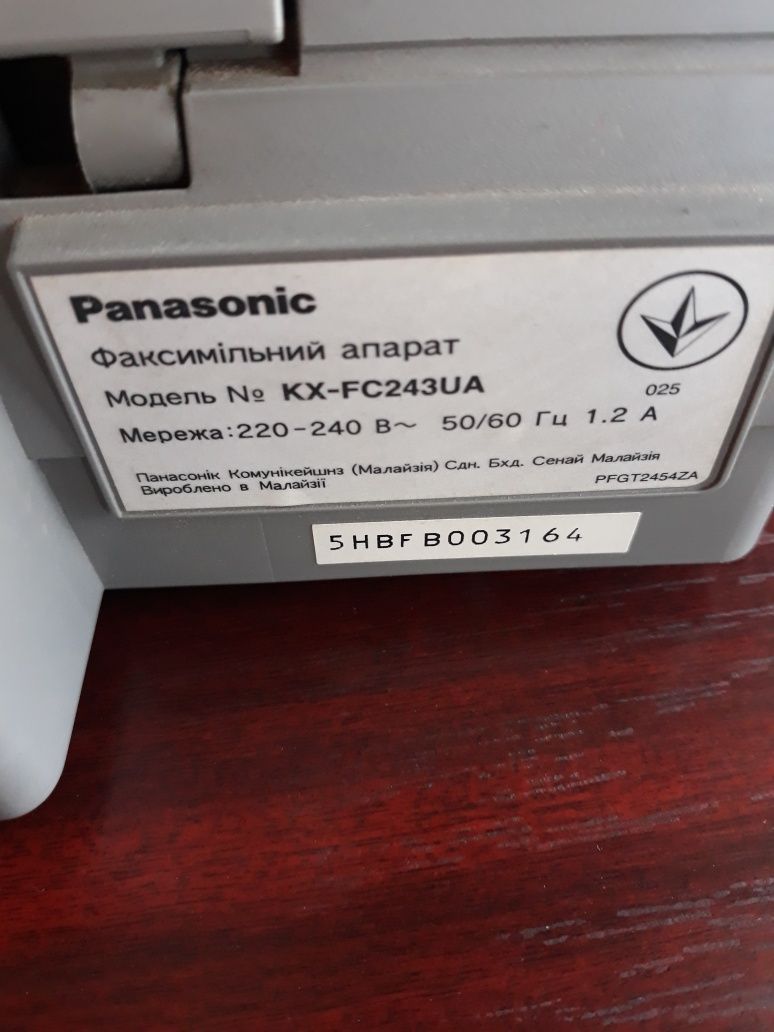 Panasonic
Факсимільний апарат
Модель № KX-FC243UA
025
Мережа:220-240 В~ 50/60 Гц 1.2 А
Панасонік Комунікейшнз (Малайзія) Сдн. Бхд. Сенай Малайзія
Вироблено в Малайзії
PFGT2454ZA
5HBFB003164